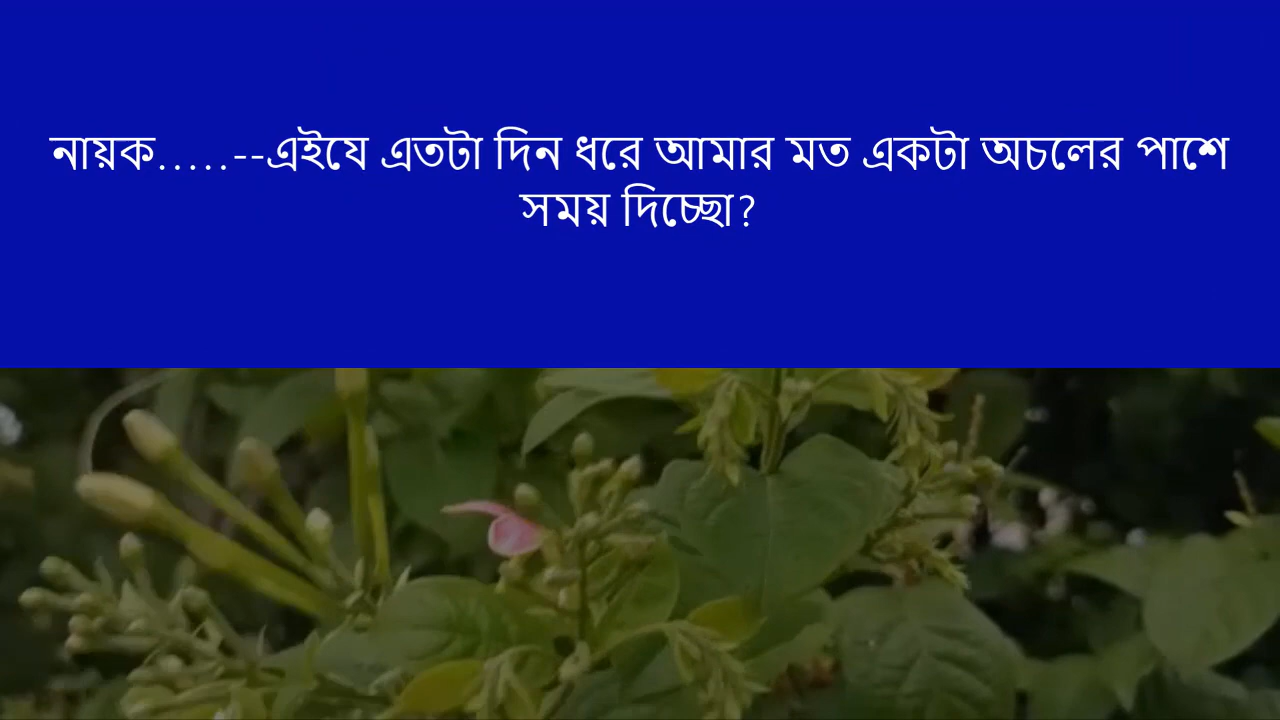 নায়ক.....--এইযে এতটা দিন ধরে আমার মত একটা অচলের পাশে
সময় দিচ্ছো?